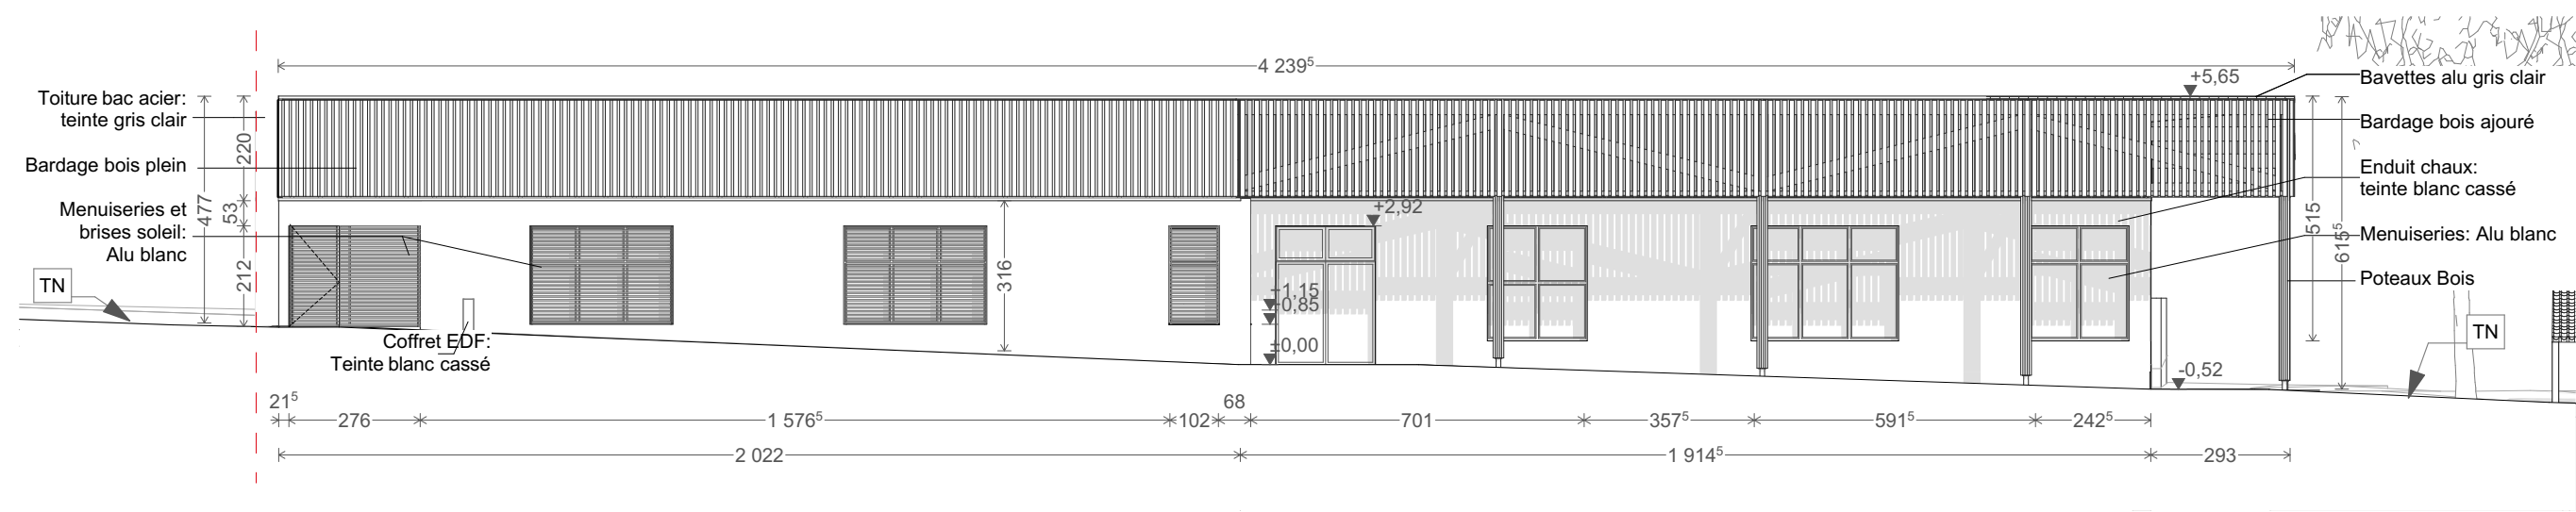 4 239⁵
+5,65
Toiture bac acier:
teinte gris clair
Bardage bois plein
Menuiseries et
brises soleil:
Alu blanc
TN
477
220
53
212
Coffret EDF:
Teinte blanc cassé
316
+2,92
+1,15
+0,85
±0,00
-0,52
Bavettes alu gris clair
Bardage bois ajouré
Enduit chaux:
teinte blanc cassé
Menuiseries: Alu blanc
Poteaux Bois
515
615⁵
TN
21⁵
276
1 576⁵
102
68
701
357⁵
591⁵
242⁵
2 022
1 914⁵
293